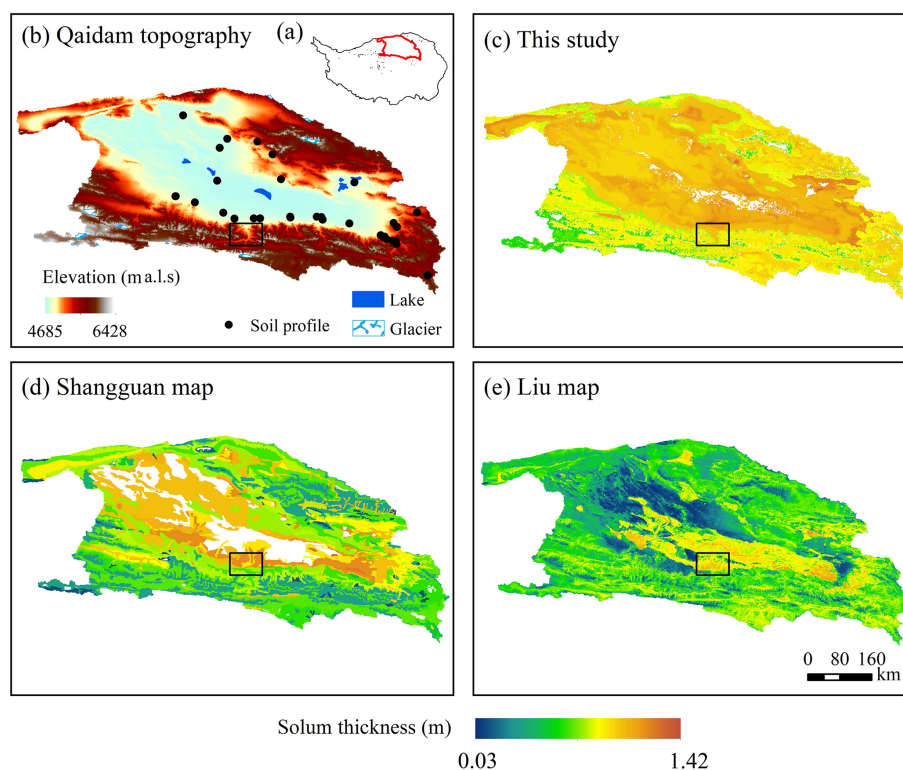 (b) Qaidam topography
(a)
(c) This study
Elevation (m a.l.s)
4685 6428
Soil profile
Lake
Glacier
(d) Shangguan map
(e) Liu map
0 80 160
km
Solum thickness (m)
0.03 1.42